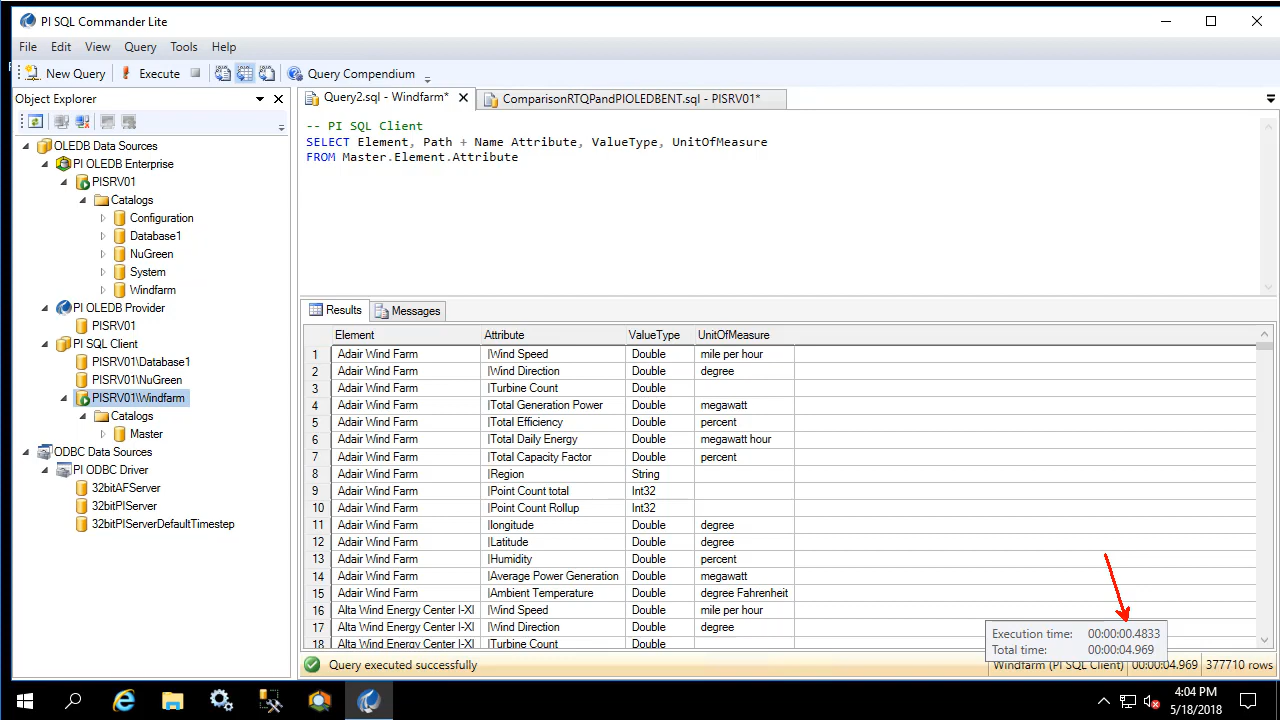 PI SQL Commander Lite
File Edit View Query Tools Help
New Query Execute Query Compendium
Object Explorer
OLEDB Data Sources
PI OLEDB Enterprise
PISRV01
Catalogs
Configuration
Database1
NuGreen
System
Windfarm
PI OLEDB Provider
PISRV01
PI SQL Client
PISRV01\Database1
PISRV01\NuGreen
PISRV01\Windfarm
Catalogs
Master
ODBC Data Sources
PI ODBC Driver
32bitAFServer
32bitPIServer
32bitPIServerDefaultTimestep
Query2.sql - Windfarm* ComparisonRTQPandPIOLEDBENT.sql - PISRV01*
-- PI SQL Client
SELECT Element, Path + Name Attribute, ValueType, UnitOfMeasure
FROM Master.Element.Attribute
Results Messages
Element Attribute ValueType UnitOfMeasure
1 Adair Wind Farm |Wind Speed Double mile per hour
2 Adair Wind Farm |Wind Direction Double degree
3 Adair Wind Farm |Turbine Count Double
4 Adair Wind Farm |Total Generation Power Double megawatt
5 Adair Wind Farm |Total Efficiency Double percent
6 Adair Wind Farm |Total Daily Energy Double megawatt hour
7 Adair Wind Farm |Total Capacity Factor Double percent
8 Adair Wind Farm |Region String
9 Adair Wind Farm |Point Count total Int32
10 Adair Wind Farm |Point Count Rollup Int32
11 Adair Wind Farm |longitude Double degree
12 Adair Wind Farm |Latitude Double degree
13 Adair Wind Farm |Humidity Double percent
14 Adair Wind Farm |Average Power Generation Double megawatt
15 Adair Wind Farm |Ambient Temperature Double degree Fahrenheit
16 Alta Wind Energy Center I-XI |Wind Speed Double mile per hour
17 Alta Wind Energy Center I-XI |Wind Direction Double degree
18 Alta Wind Energy Center I-XI |Turbine Count Double
Execution time: 00:00:00.4833
Total time: 00:00:04.969
Query executed successfully Windfarm (PI SQL Client) 00:00:04.969 377710 rows
4:04 PM
5/18/2018